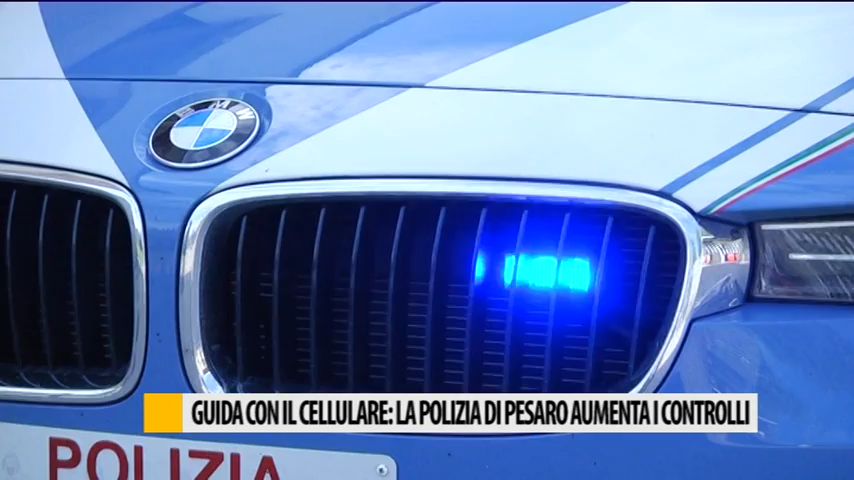 BMW
GUIDA CON IL CELLULARE: LA POLIZIA DI PESARO AUMENTA I CONTROLLI
POLIZIA